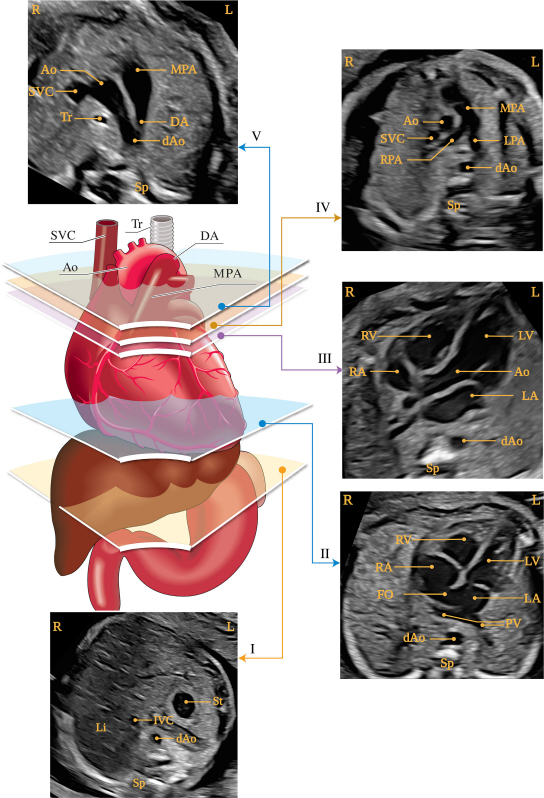 R L
Ao MPA
SVC
Tr DA
dAo
Sp
V
R L
MPA
Ao
SVC LPA
RPA
dAo
Sp
IV
SVC Tr DA
Ao MPA
R L
RV LV
RA Ao
LA
dAo
Sp
III
R L
RV
LV
RA
FO LA
PV
dAo
Sp
II
I
R L
St
Li IVC
dAo
Sp